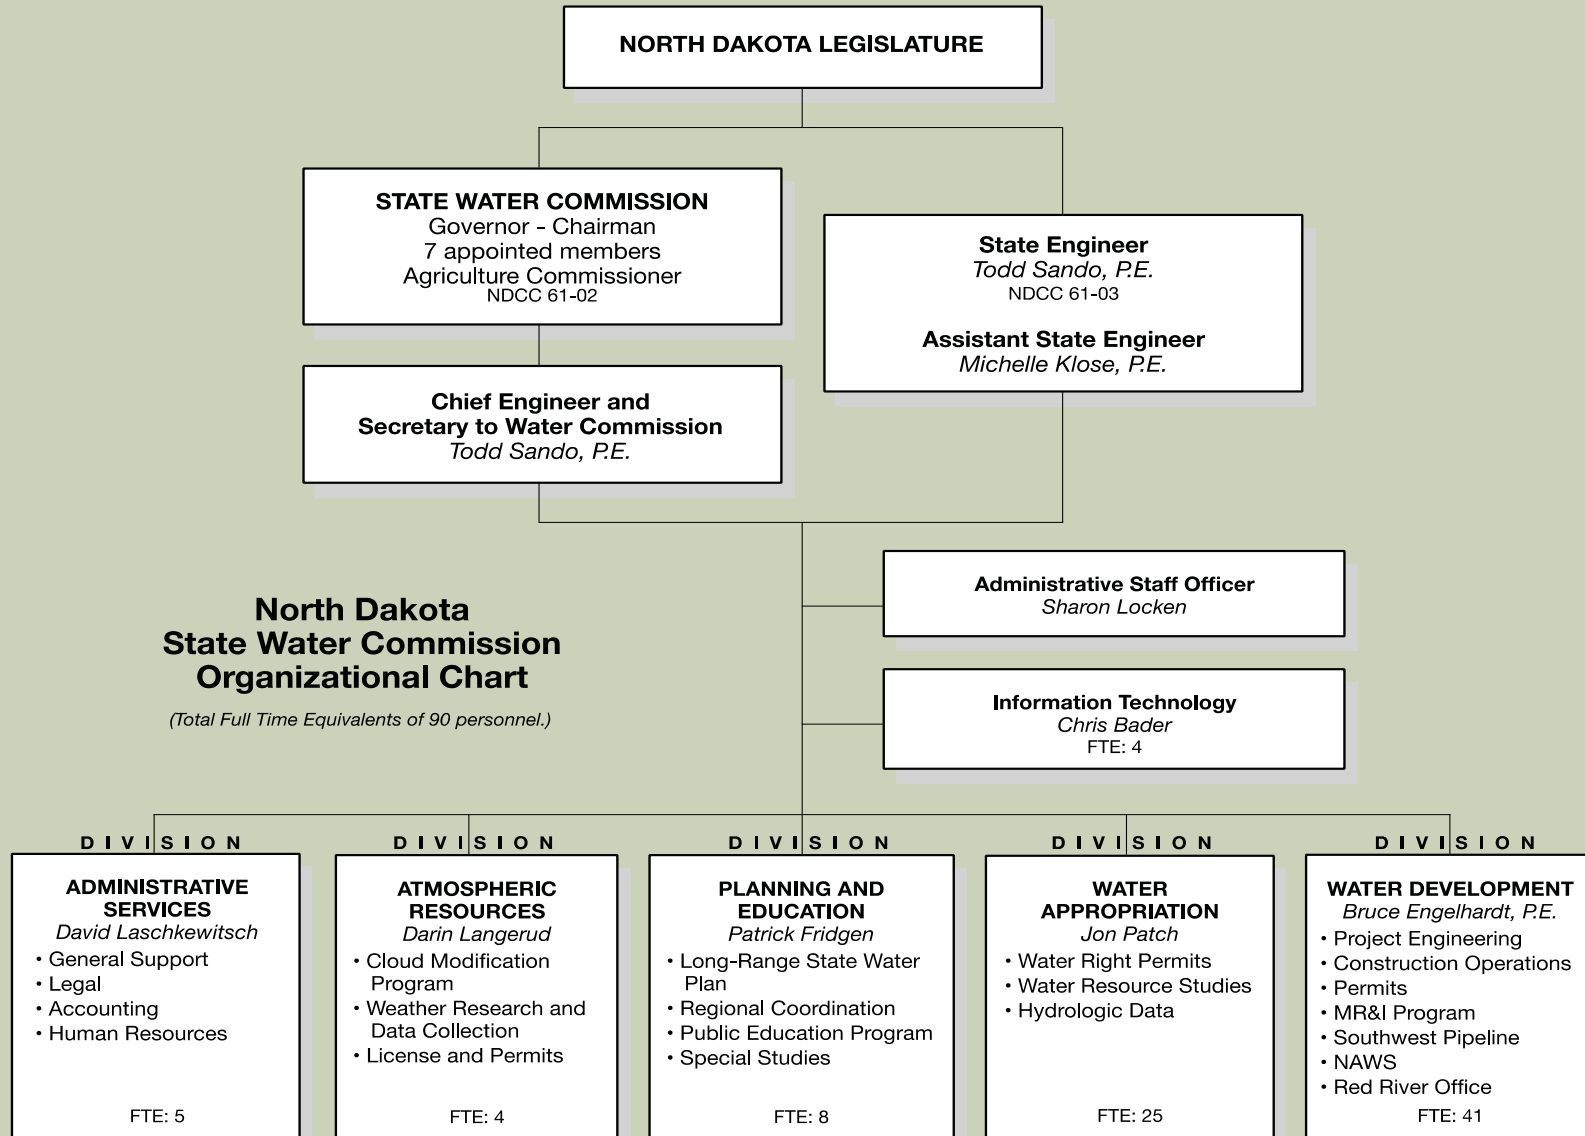 NORTH DAKOTA LEGISLATURE
STATE WATER COMMISSION
Governor - Chairman
7 appointed members
Agriculture Commissioner
NDCC 61-02
State Engineer
Todd Sando, P.E.
NDCC 61-03
Assistant State Engineer
Michelle Klose, P.E.
Chief Engineer and
Secretary to Water Commission
Todd Sando, P.E.
Administrative Staff Officer
Sharon Locken
North Dakota
State Water Commission
Organizational Chart
(Total Full Time Equivalents of 90 personnel.)
Information Technology
Chris Bader
FTE: 4
DIVISION
ADMINISTRATIVE
SERVICES
David Laschkewitsch
• General Support
• Legal
• Accounting
• Human Resources
FTE: 5
DIVISION
ATMOSPHERIC
RESOURCES
Darin Langerud
• Cloud Modification
Program
• Weather Research and
Data Collection
• License and Permits
FTE: 4
DIVISION
PLANNING AND
EDUCATION
Patrick Fridgen
• Long-Range State Water
Plan
• Regional Coordination
• Public Education Program
• Special Studies
FTE: 8
DIVISION
WATER
APPROPRIATION
Jon Patch
• Water Right Permits
• Water Resource Studies
• Hydrologic Data
FTE: 25
DIVISION
WATER DEVELOPMENT
Bruce Engelhardt, P.E.
• Project Engineering
• Construction Operations
• Permits
• MR&I Program
• Southwest Pipeline
• NAWS
• Red River Office
FTE: 41